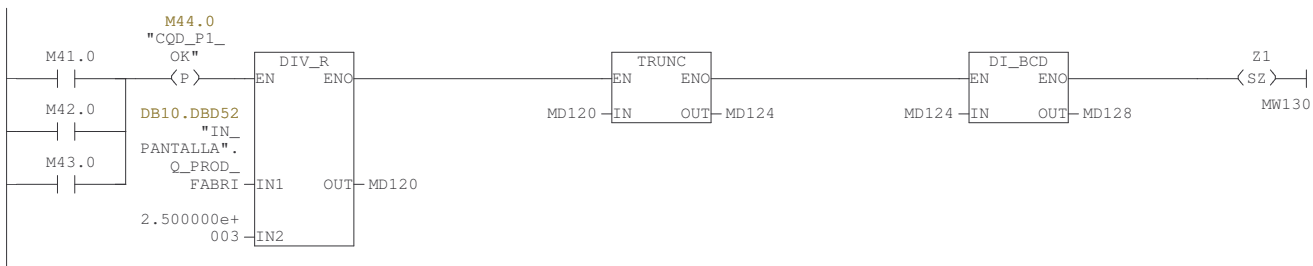 M44.0
"CQD_P1_
OK"
M41.0
(P)
DIV_R
EN ENO
TRUNC
EN ENO
DI_BCD
EN ENO
Z1
(SZ)
MW130
M42.0
DB10.DBD52
"IN_
PANTALLA".
Q_PROD_
FABRI IN1 OUT MD120
MD120 IN OUT MD124
MD124 IN OUT MD128
M43.0
2.500000e+
003 IN2